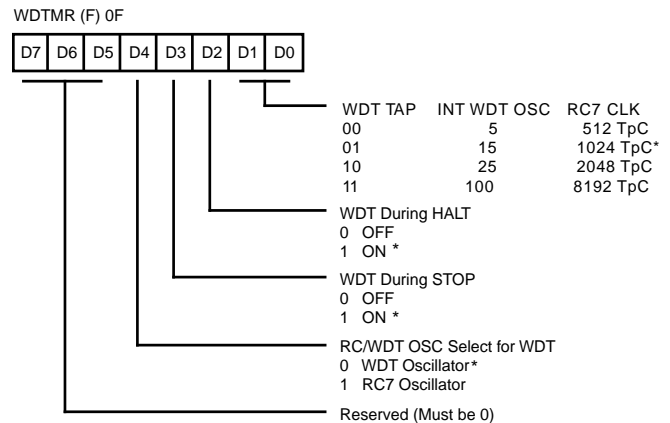 WDTMR (F) 0F
D7 D6 D5 D4 D3 D2 D1 D0
WDT TAP INT WDT OSC RC7 CLK
00 5 512 TpC
01 15 1024 TpC*
10 25 2048 TpC
11 100 8192 TpC
WDT During HALT
0 OFF
1 ON *
WDT During STOP
0 OFF
1 ON *
RC/WDT OSC Select for WDT
0 WDT Oscillator*
1 RC7 Oscillator
Reserved (Must be 0)